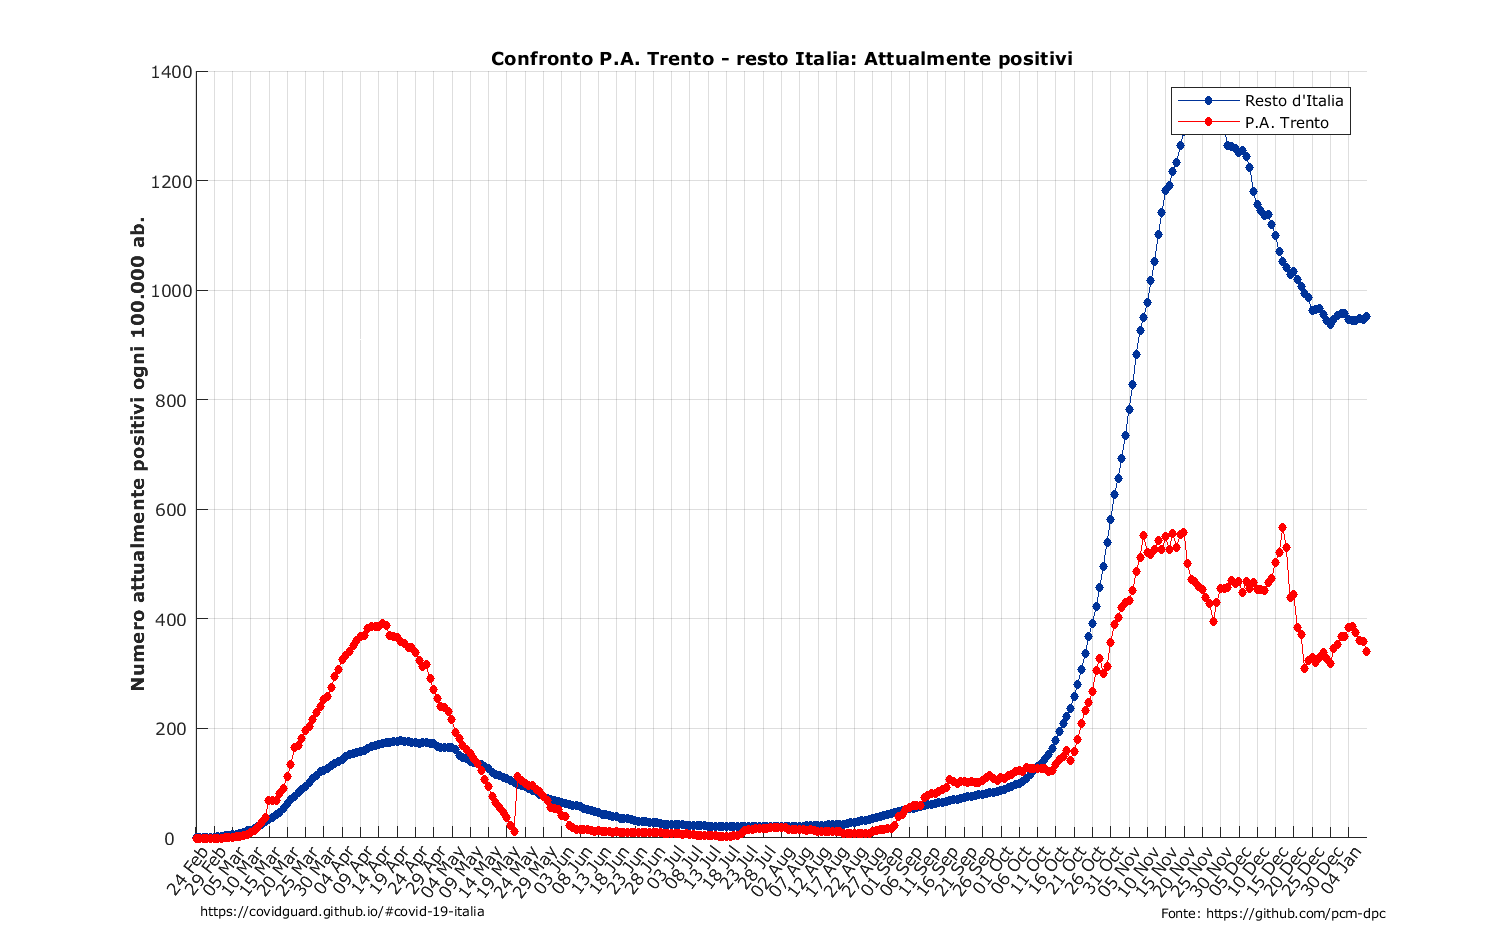 Confronto P.A. Trento - resto Italia: Attualmente positivi
Resto d'Italia
P.A. Trento
Numero attualmente positivi ogni 100.000 ab.
1400
1200
1000
800
600
400
200
0
24 Feb
29 Feb
05 Mar
10 Mar
15 Mar
20 Mar
25 Mar
30 Mar
04 Apr
09 Apr
14 Apr
19 Apr
24 Apr
29 Apr
04 May
09 May
14 May
19 May
24 May
29 May
03 Jun
08 Jun
13 Jun
18 Jun
23 Jun
28 Jun
03 Jul
08 Jul
13 Jul
18 Jul
23 Jul
28 Jul
02 Aug
07 Aug
12 Aug
17 Aug
22 Aug
27 Aug
01 Sep
06 Sep
11 Sep
16 Sep
21 Sep
26 Sep
01 Oct
06 Oct
11 Oct
16 Oct
21 Oct
26 Oct
31 Oct
05 Nov
10 Nov
15 Nov
20 Nov
25 Nov
30 Nov
05 Dec
10 Dec
15 Dec
20 Dec
25 Dec
30 Dec
04 Jan
https://covidguard.github.io/#covid-19-italia
Fonte: https://github.com/pcm-dpc